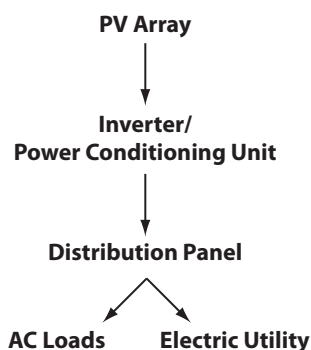 PV Array
Inverter/
Power Conditioning Unit
Distribution Panel
AC Loads
Electric Utility